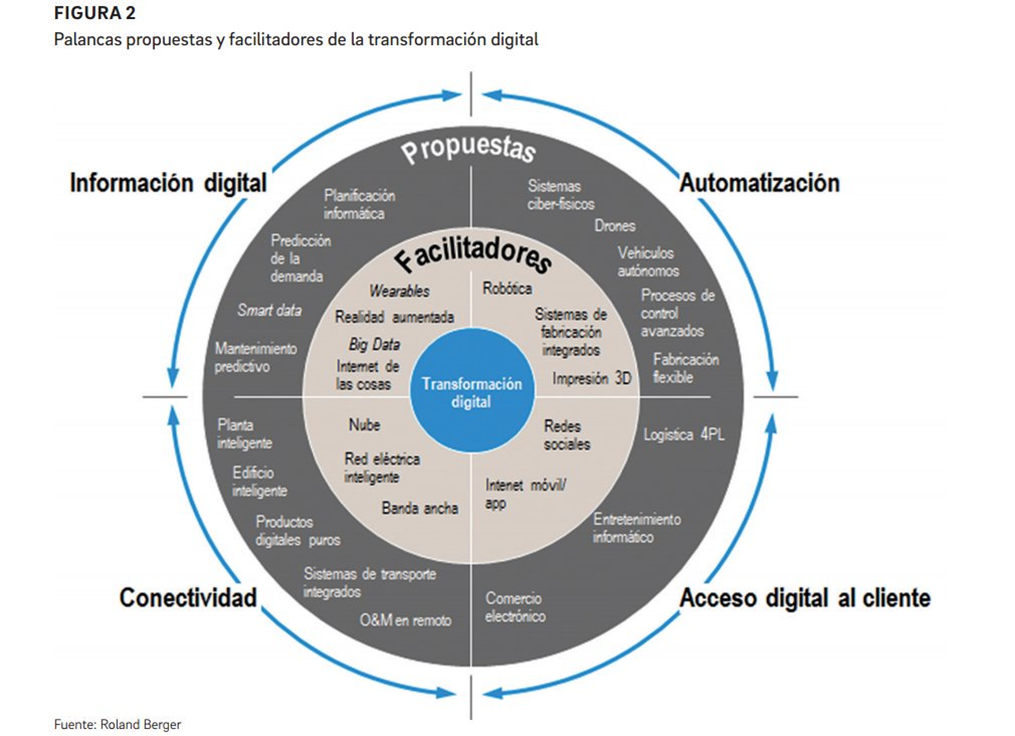 FIGURA 2
Palancas propuestas y facilitadores de la transformación digital
Propuestas
Información digital
Automatización
Planificación
informática
Predicción
de la
demanda
Smart data
Mantenimiento
predictivo
Sistemas
ciber-físicos
Drones
Vehículos
autónomos
Procesos de
control
avanzados
Fabricación
flexible
Facilitadores
Wearables
Realidad aumentada
Big Data
Internet de
las cosas
Robótica
Sistemas de
fabricación
integrados
Impresión 3D
Transformación
digital
Nube
Red eléctrica
inteligente
Banda ancha
Redes
sociales
Intenet móvil/
app
Planta
inteligente
Edificio
inteligente
Productos
digitales puros
Sistemas de transporte
integrados
O&M en remoto
Logística 4PL
Entretenimiento
informático
Comercio
electrónico
Conectividad
Acceso digital al cliente
Fuente: Roland Berger